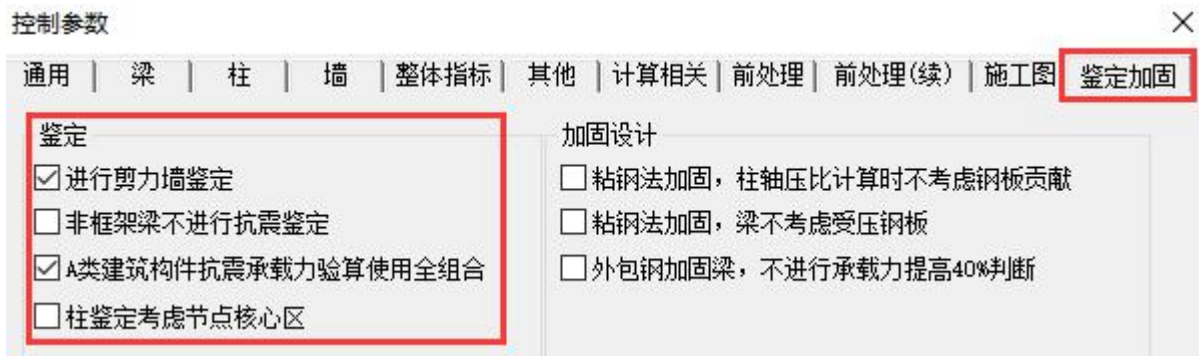 控制参数
通用 梁 柱 墙 整体指标 其他 计算相关 前处理 前处理(续) 施工图 鉴定加固
鉴定
进行剪力墙鉴定
非框架梁不进行抗震鉴定
A类建筑构件抗震承载力验算使用全组合
柱鉴定考虑节点核心区
加固设计
粘钢法加固，柱轴压比计算时不考虑钢板贡献
粘钢法加固，梁不考虑受压钢板
外包钢加固梁，不进行承载力提高40%判断